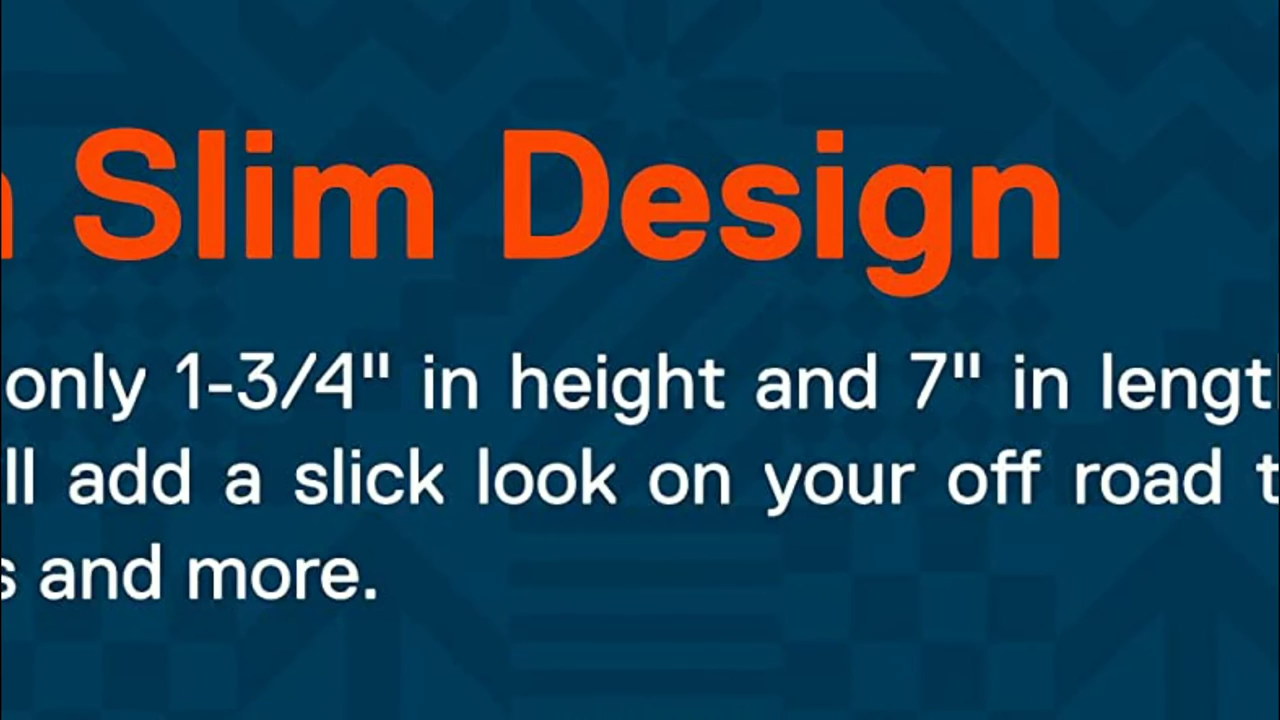 Slim Design
only 1-3/4" in height and 7" in lengt
ll add a slick look on your off road t
s and more.